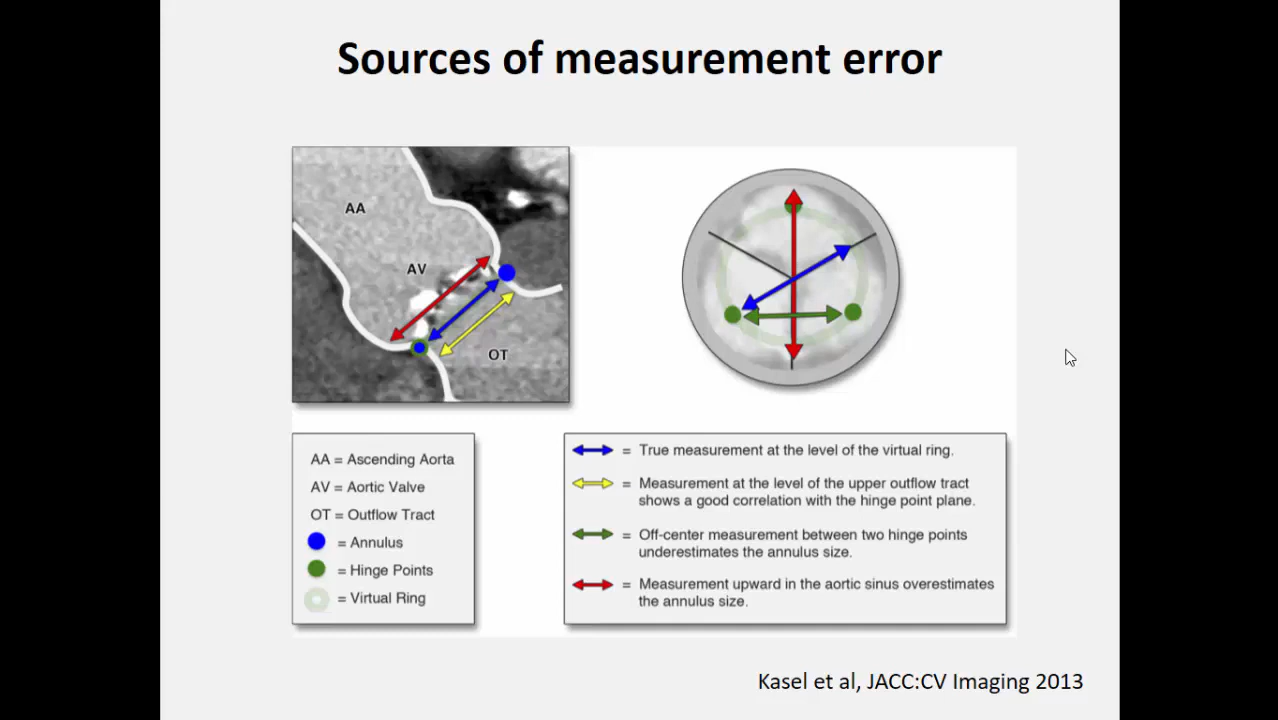 Sources of measurement error
AA
AV
OT
AA = Ascending Aorta
AV = Aortic Valve
OT = Outflow Tract
= Annulus
= Hinge Points
= Virtual Ring
= True measurement at the level of the virtual ring.
= Measurement at the level of the upper outflow tract
shows a good correlation with the hinge point plane.
= Off-center measurement between two hinge points
underestimates the annulus size.
= Measurement upward in the aortic sinus overestimates
the annulus size.
Kasel et al, JACC:CV Imaging 2013